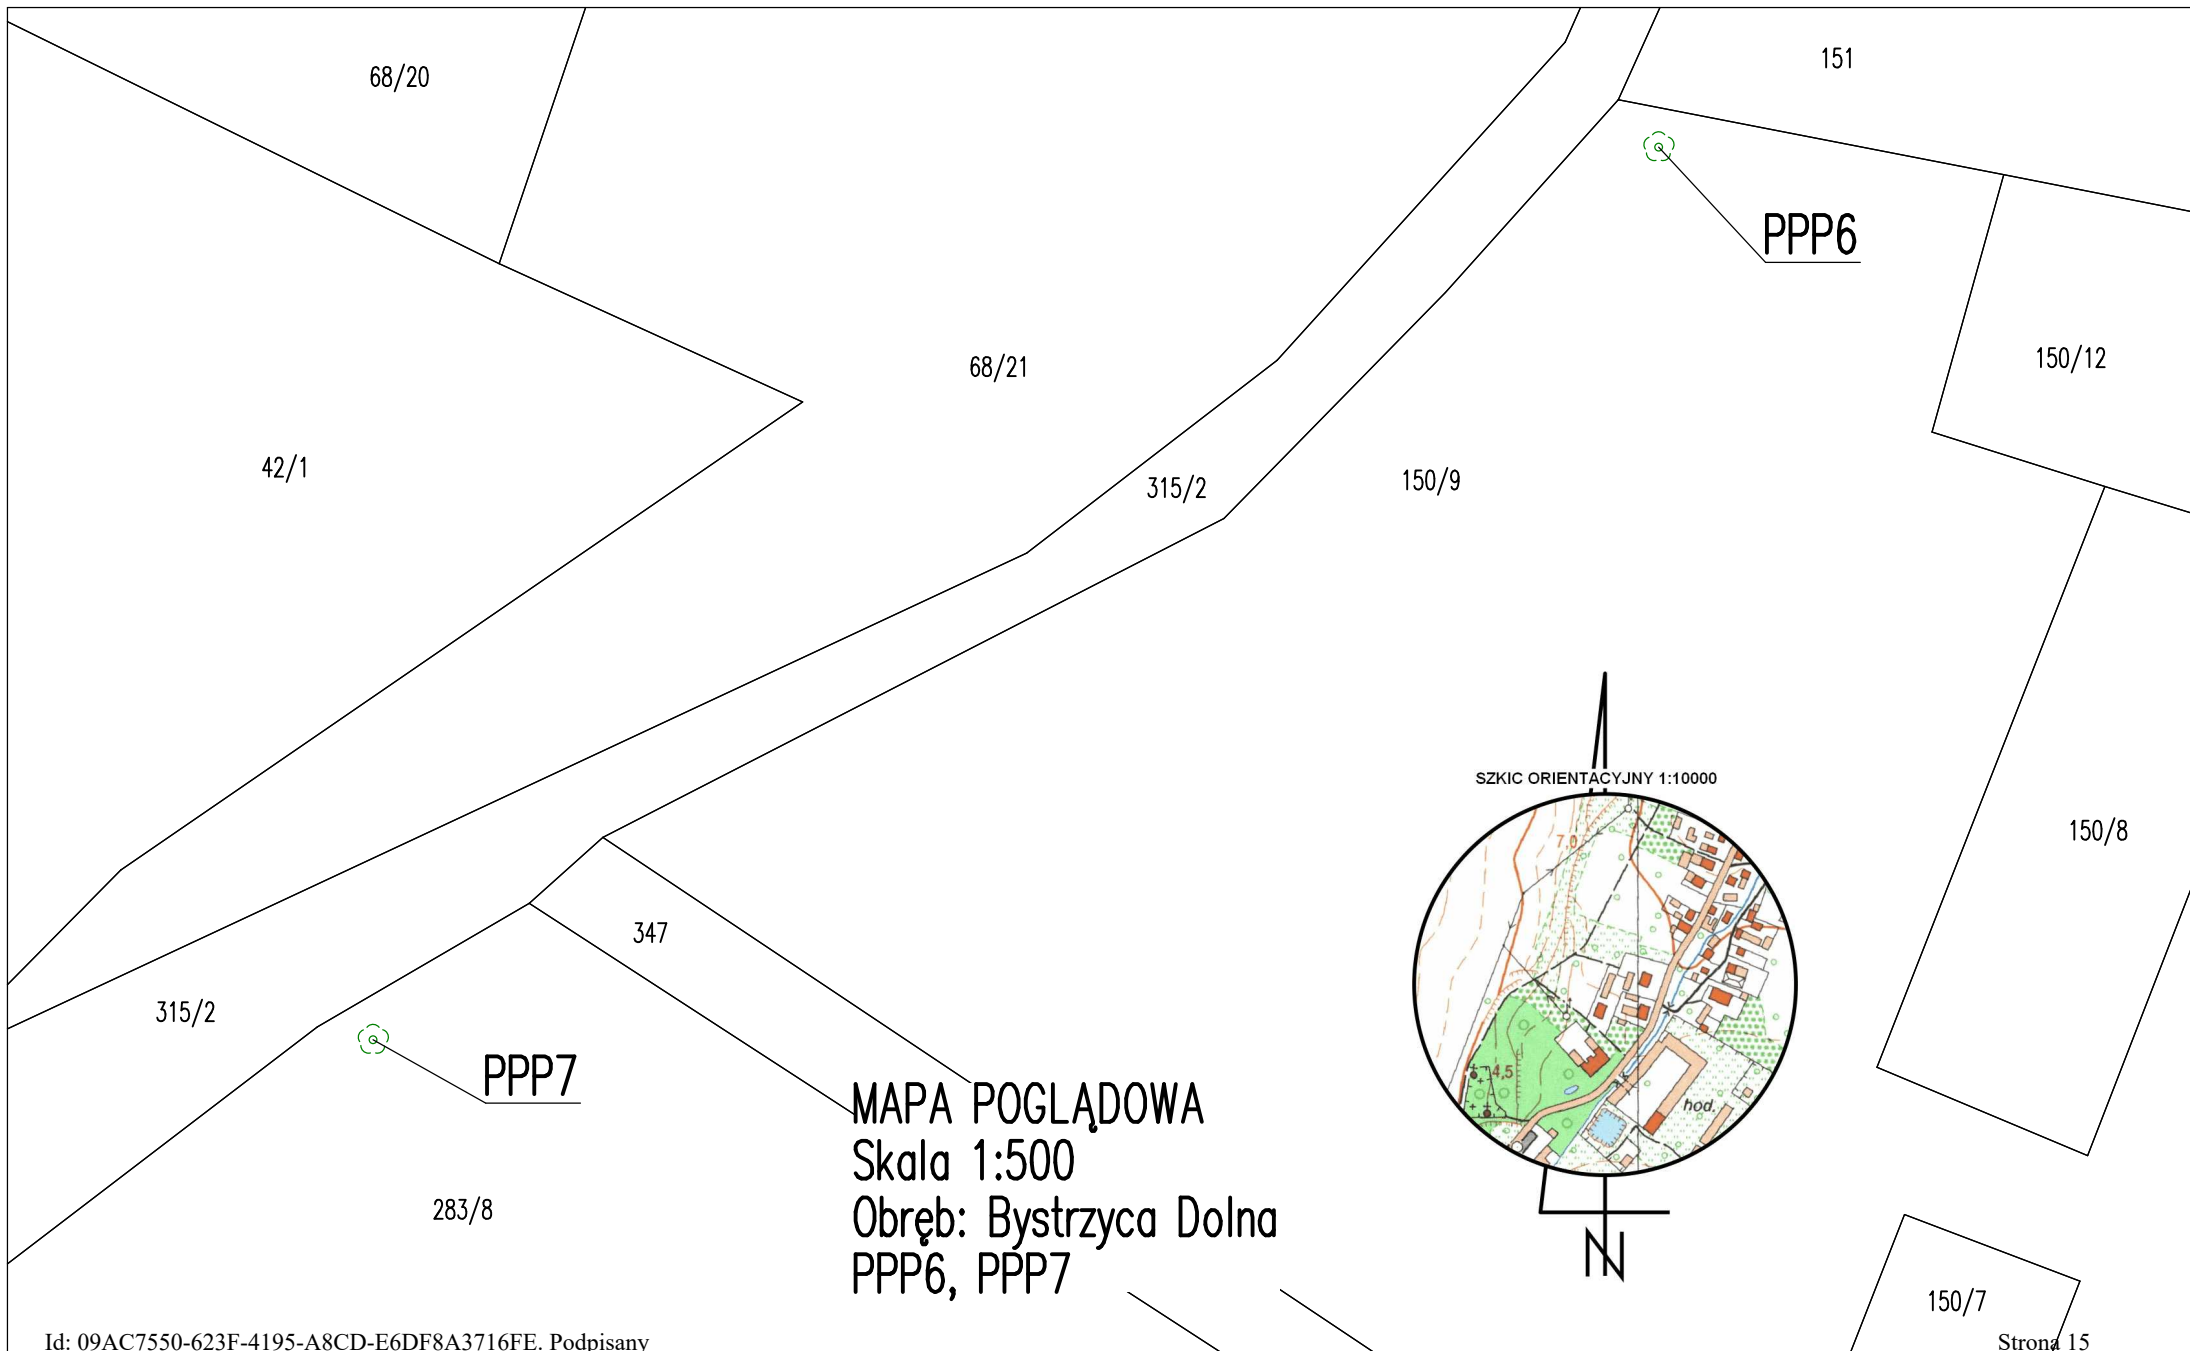 151
68/20
PPP6
150/12
68/21
42/1
315/2
150/9
SZKIC ORIENTACYJNY 1:10000
7,0
150/8
347
315/2
PPP7
4,5
hod.
MAPA POGLĄDOWA
Skala 1:500
Obręb: Bystrzyca Dolna
PPP6, PPP7
283/8
N
150/7
Id: 09AC7550-623F-4195-A8CD-E6DF8A3716FE. Podpisany
Strona 15